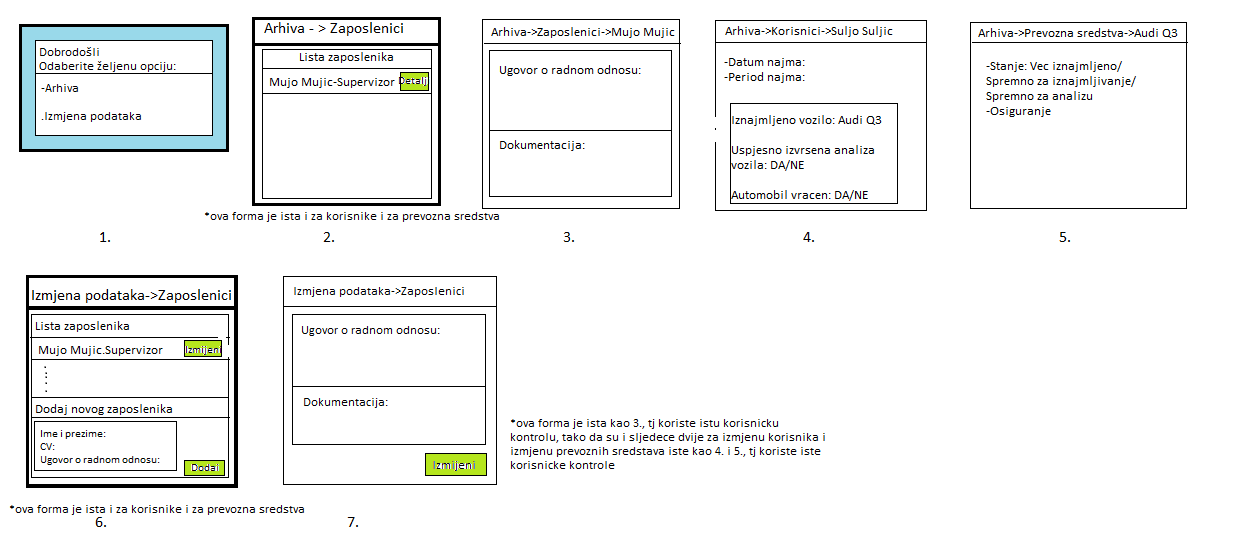 Dobrodošli
Odaberite željenu opciju:
-Arhiva
.Izmjena podataka
1.
Arhiva - > Zaposlenici
Lista zaposlenika
Mujo Mujic-Supervizor
Detalj
*ova forma je ista i za korisnike i za prevozna sredstva
2.
Arhiva->Zaposlenici->Mujo Mujic
Ugovor o radnom odnosu:
Dokumentacija:
3.
Arhiva->Korisnici->Suljo Suljic
-Datum najma:
-Period najma:
Iznajmljeno vozilo: Audi Q3
Uspjesno izvrsena analiza
vozila: DA/NE
Automobil vracen: DA/NE
4.
Arhiva->Prevozna sredstva->Audi Q3
-Stanje: Vec iznajmljeno/
Spremno za iznajmljivanje/
Spremno za analizu
-Osiguranje
5.
Izmjena podataka->Zaposlenici
Lista zaposlenika
Mujo Mujic.Supervizor
Izmijeni
Dodaj novog zaposlenika
Ime i prezime:
CV:
Ugovor o radnom odnosu:
Dodaj
*ova forma je ista i za korisnike i za prevozna sredstva
6.
Izmjena podataka->Zaposlenici
Ugovor o radnom odnosu:
Dokumentacija:
Izmijeni
7.
*ova forma je ista kao 3., tj koriste istu korisnicku
kontrolu, tako da su i sljedece dvije za izmjenu korisnika i
izmjenu prevoznih sredstava iste kao 4. i 5., tj koriste iste
korisnicke kontrole